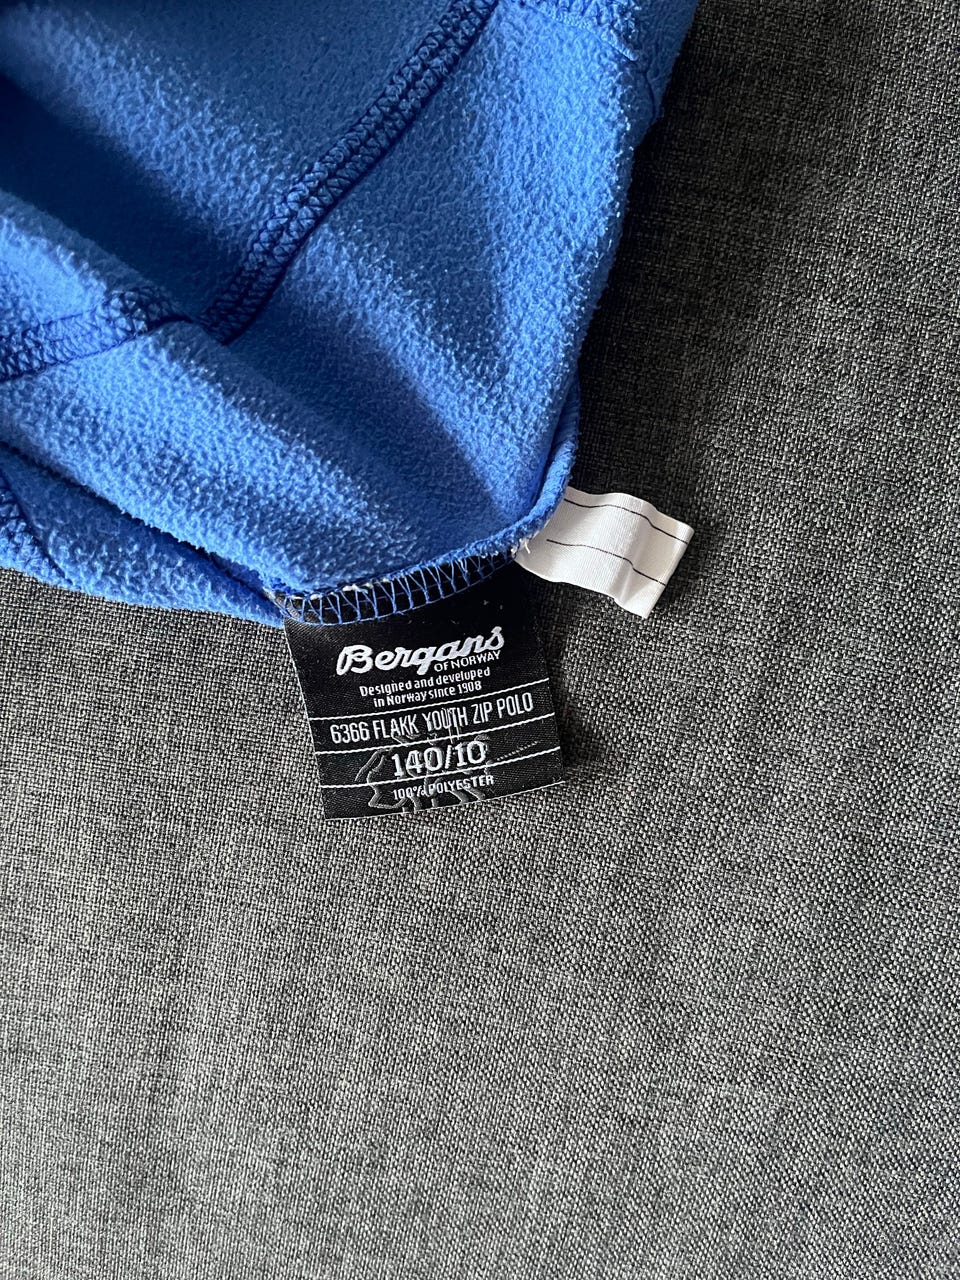 Bergans
OF NORWAY
Designed and developed
in Norway since 1908
6366 FLAKK YOUTH ZIP POLO
140/10
100% POLYESTER